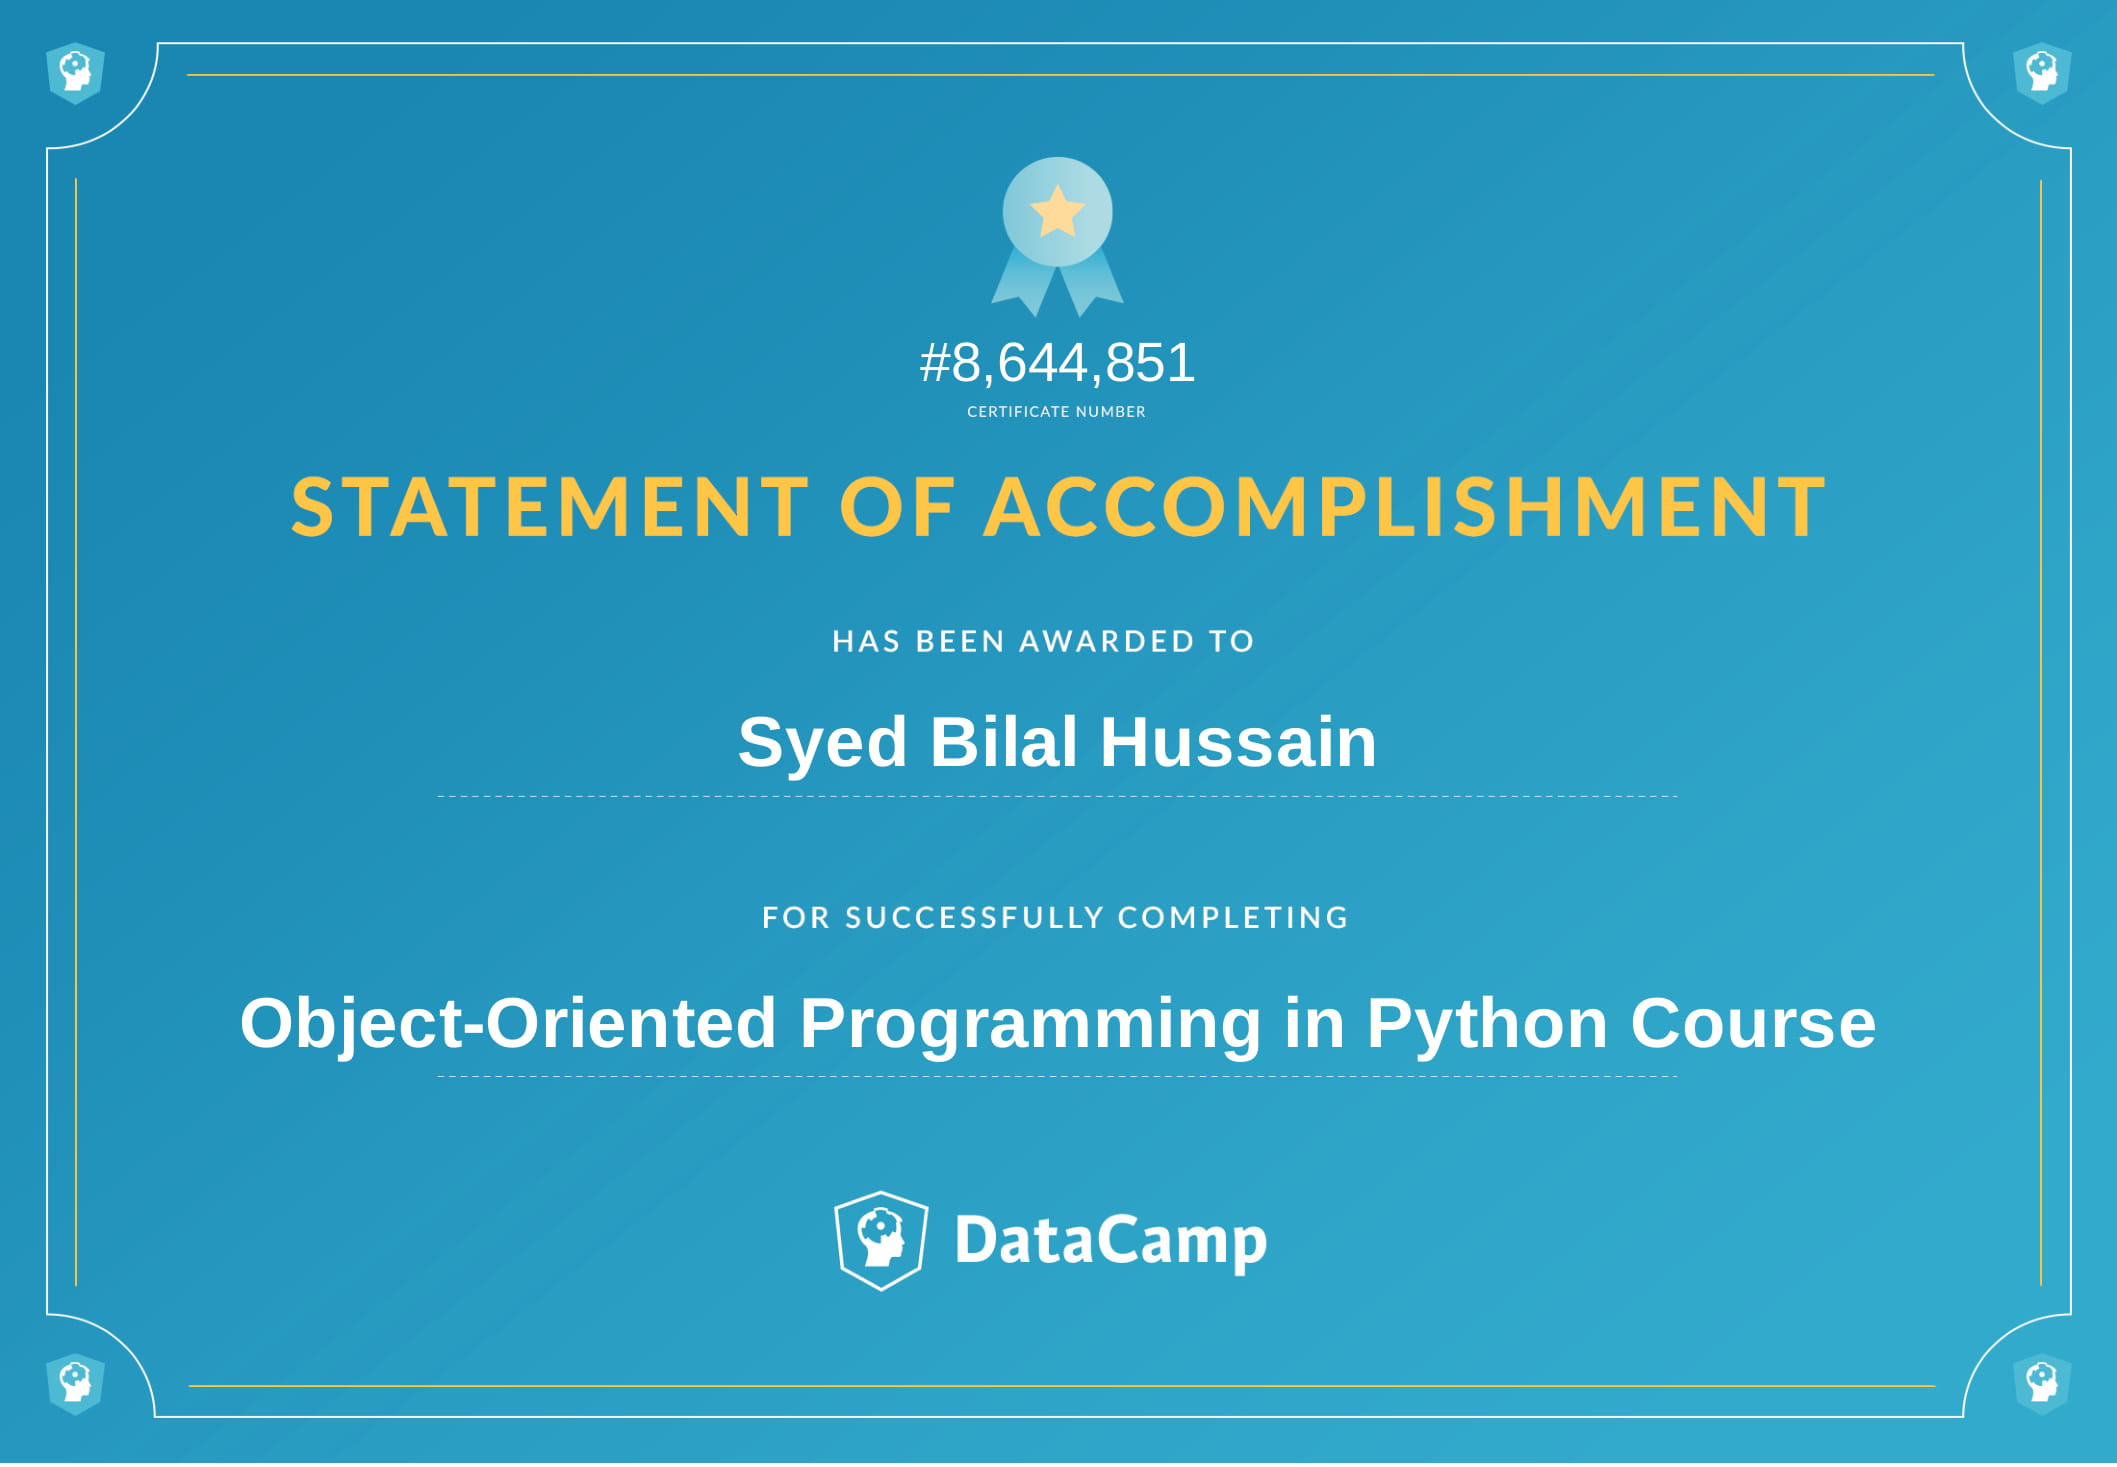 #8,644,851
CERTIFICATE NUMBER
STATEMENT OF ACCOMPLISHMENT
HAS BEEN AWARDED TO
Syed Bilal Hussain
FOR SUCCESSFULLY COMPLETING
Object-Oriented Programming in Python Course
DataCamp